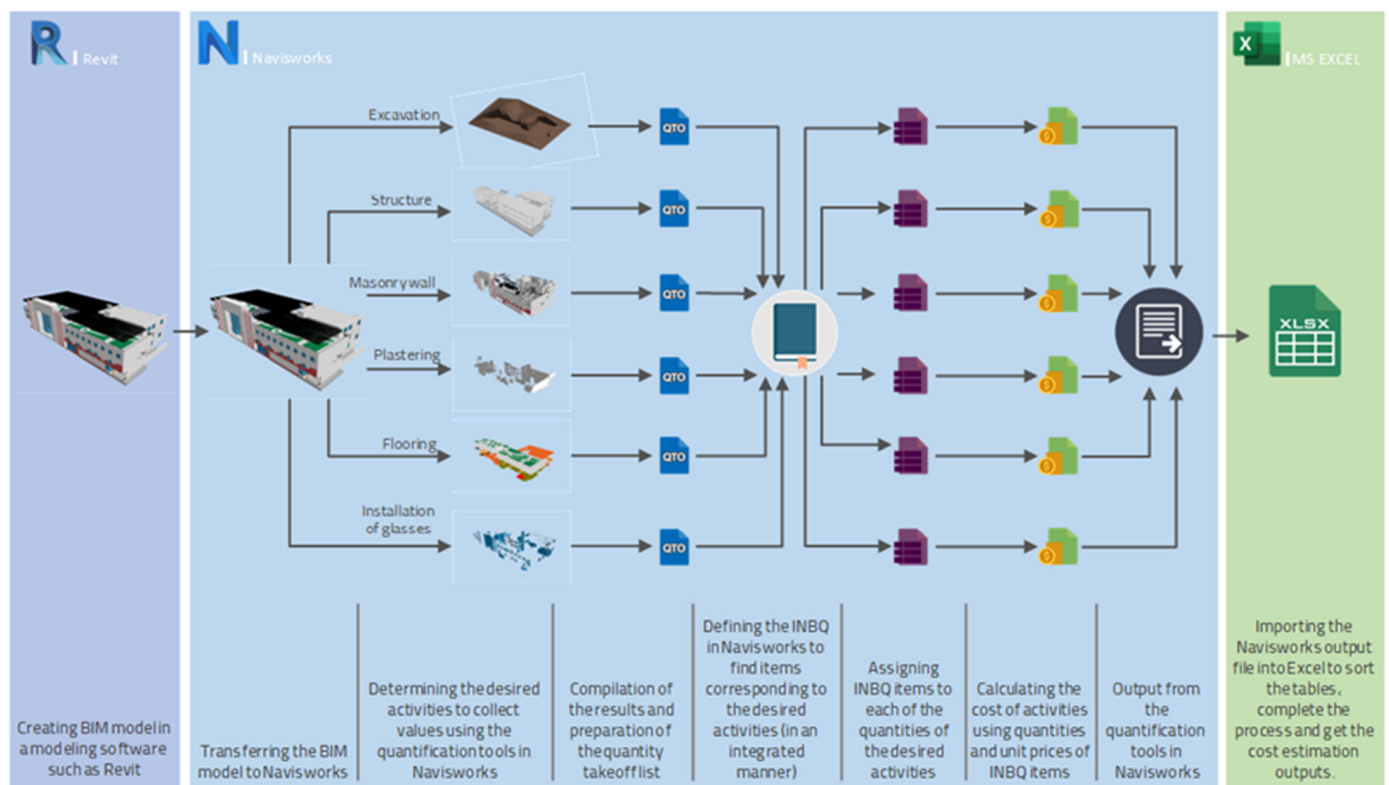 Revit
Navisworks
MS EXCEL
Excavation
QTO
Structure
QTO
Masonry wall
QTO
Plastering
QTO
Flooring
QTO
Installation
of glasses
QTO
XLSX
Creating BIM model in
a modeling software
such as Revit
Transferring the BIM
model to Navisworks
Determining the desired
activities to collect
values using the
quantification tools in
Navisworks
Compilation of
the results and
preparation of
the quantity
takeoff list
Defining the INBQ
in Navisworks to
find items
corresponding to
the desired
activities (in an
integrated
manner)
Assigning
INBQ items to
each of the
quantities of
the desired
activities
Calculating the
cost of activities
using quantities
and unit prices of
INBQ items
Output from
the
quantification
tools in
Navisworks
Importing the
Navisworks output
file into Excel to sort
the tables,
complete the
process and get the
cost estimation
outputs.